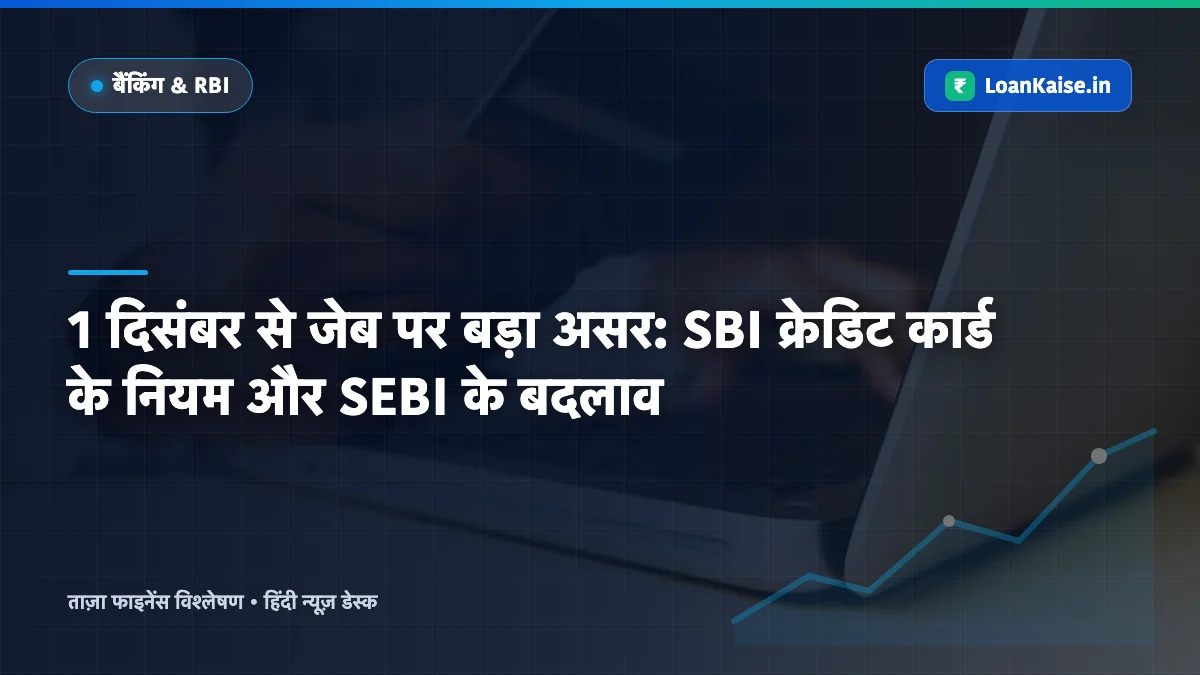 बैंकिंग & RBI
₹ LoanKaise.in
1 दिसंबर से जेब पर बड़ा असर: SBI क्रेडिट कार्ड
के नियम और SEBI के बदलाव
ताज़ा फाइनेंस विश्लेषण • हिंदी न्यूज़ डेस्क